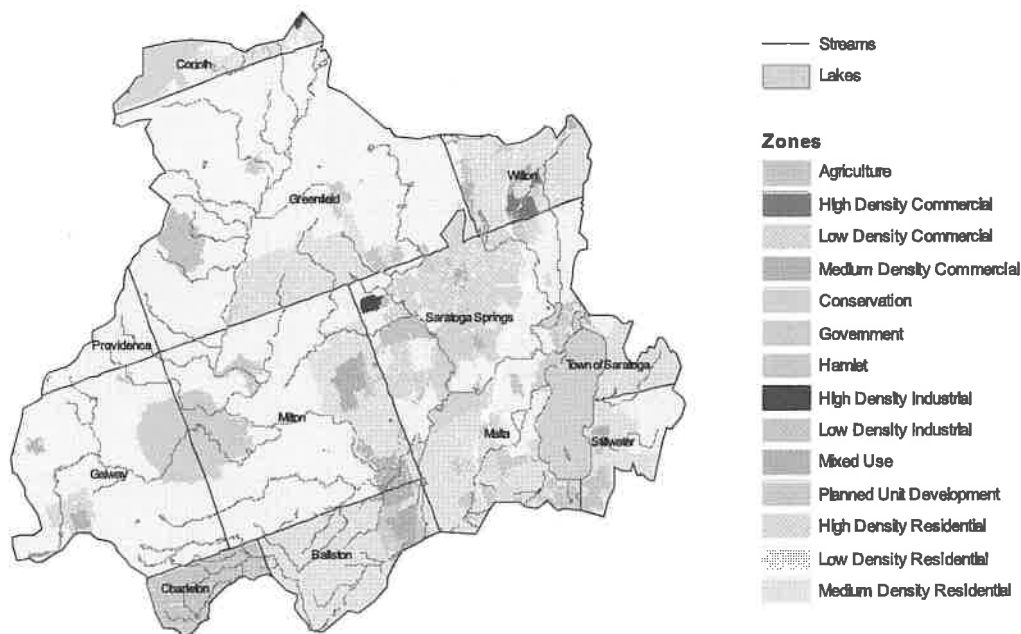 Corinth
Greenfield
Wilton
Saratoga Springs
Providence
Town of Saratoga
Milton
Malta
Stillwater
Galway
Ballston
Charleton
Streams
Lakes
Zones
Agriculture
High Density Commercial
Low Density Commercial
Medium Density Commercial
Conservation
Government
Hamlet
High Density Industrial
Low Density Industrial
Mixed Use
Planned Unit Development
High Density Residential
Low Density Residential
Medium Density Residential